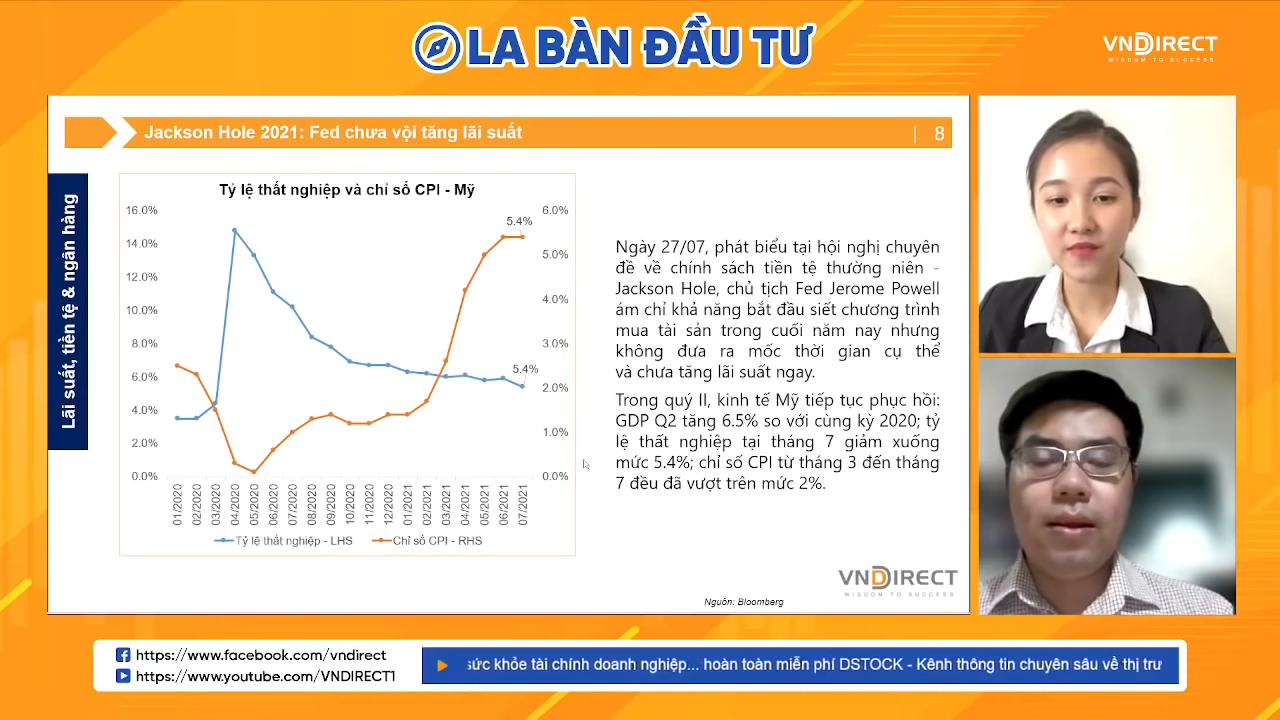 LA BÀN ĐẦU TƯ
VNDIRECT
WISDOM TO SUCCESS
Jackson Hole 2021: Fed chưa vội tăng lãi suất | 8
Lãi suất, tiền tệ & ngân hàng
Tỷ lệ thất nghiệp và chỉ số CPI - Mỹ
16.0%
14.0%
12.0%
10.0%
8.0%
6.0%
4.0%
2.0%
0.0%
6.0%
5.0%
4.0%
3.0%
2.0%
1.0%
0.0%
5.4%
5.4%
01/2020
02/2020
03/2020
04/2020
05/2020
06/2020
07/2020
08/2020
09/2020
10/2020
11/2020
12/2020
01/2021
02/2021
03/2021
04/2021
05/2021
06/2021
07/2021
Tỷ lệ thất nghiệp - LHS
Chỉ số CPI - RHS
Ngày 27/07, phát biểu tại hội nghị chuyên
đề về chính sách tiền tệ thường niên -
Jackson Hole, chủ tịch Fed Jerome Powell
ám chỉ khả năng bắt đầu siết chương trình
mua tài sản trong cuối năm nay nhưng
không đưa ra mốc thời gian cụ thể
và chưa tăng lãi suất ngay.
Trong quý II, kinh tế Mỹ tiếp tục phục hồi:
GDP Q2 tăng 6.5% so với cùng kỳ 2020; tỷ
lệ thất nghiệp tại tháng 7 giảm xuống
mức 5.4%; chỉ số CPI từ tháng 3 đến tháng
7 đều đã vượt trên mức 2%.
VNDIRECT
WISDOM TO SUCCESS
Nguồn: Bloomberg
https://www.facebook.com/vndirect
https://www.youtube.com/VNDIRECT1
sức khỏe tài chính doanh nghiệp... hoàn toàn miễn phí DSTOCK - Kênh thông tin chuyên sâu về thị trư